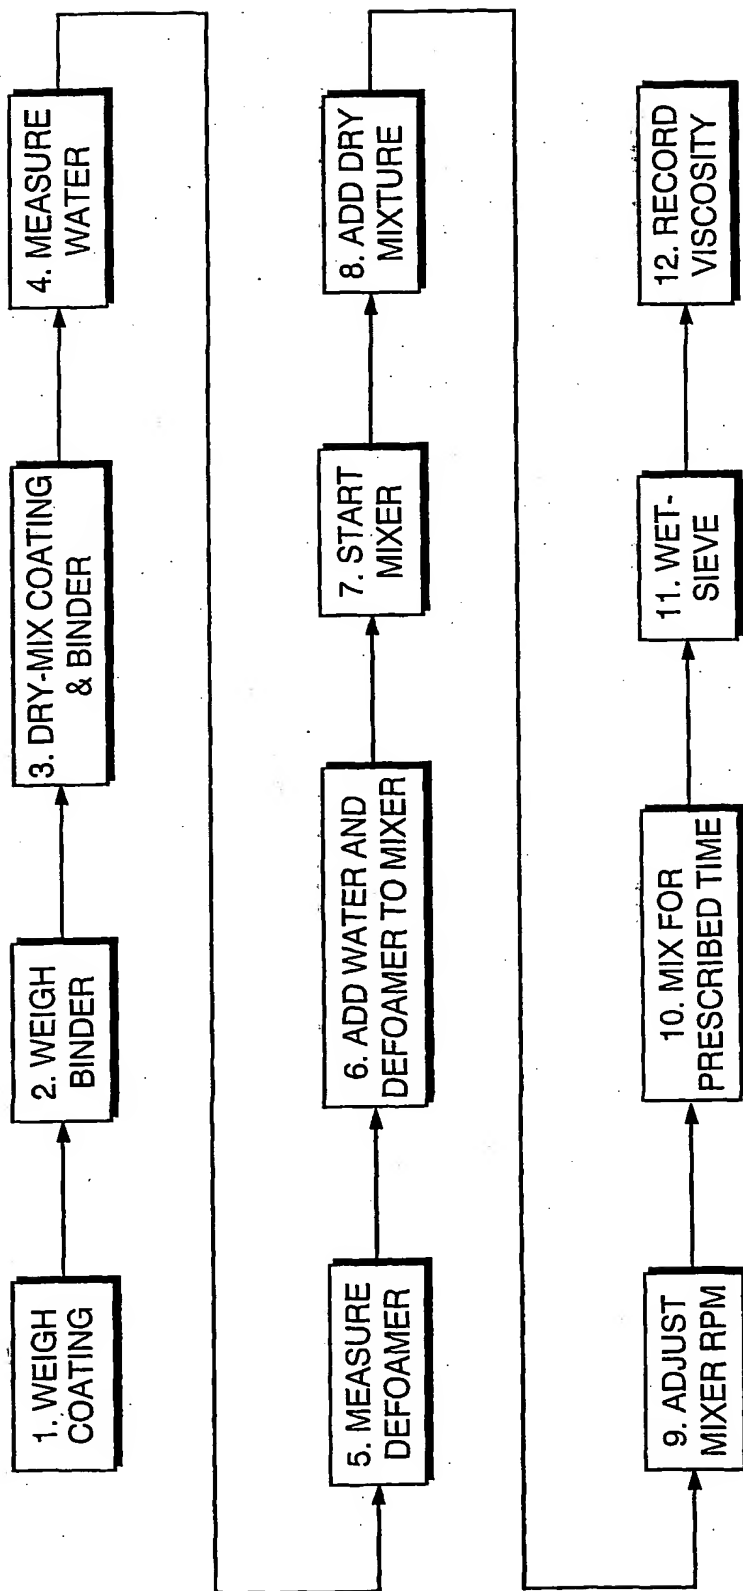 1. WEIGH
COATING
2. WEIGH
BINDER
3. DRY-MIX COATING
& BINDER
4. MEASURE
WATER
5. MEASURE
DEFOAMER
6. ADD WATER AND
DEFOAMER TO MIXER
7. START
MIXER
8. ADD DRY
MIXTURE
9. ADJUST
MIXER RPM
10. MIX FOR
PRESCRIBED TIME
11. WET-
SIEVE
12. RECORD
VISCOSITY